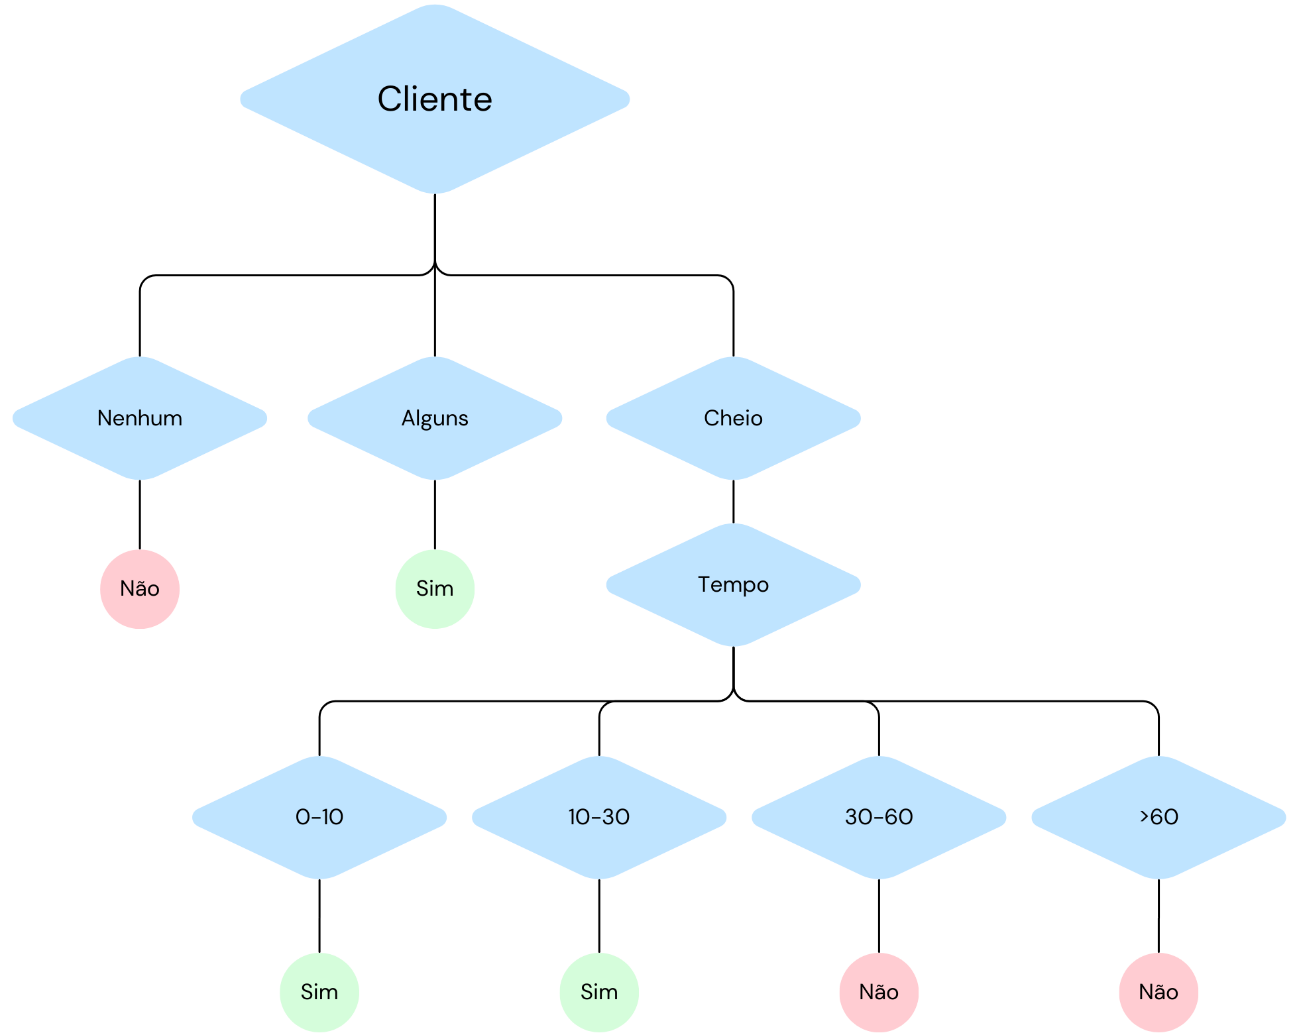 Cliente
Nenhum
Alguns
Cheio
Não
Sim
Tempo
0-10
10-30
30-60
>60
Sim
Sim
Não
Não